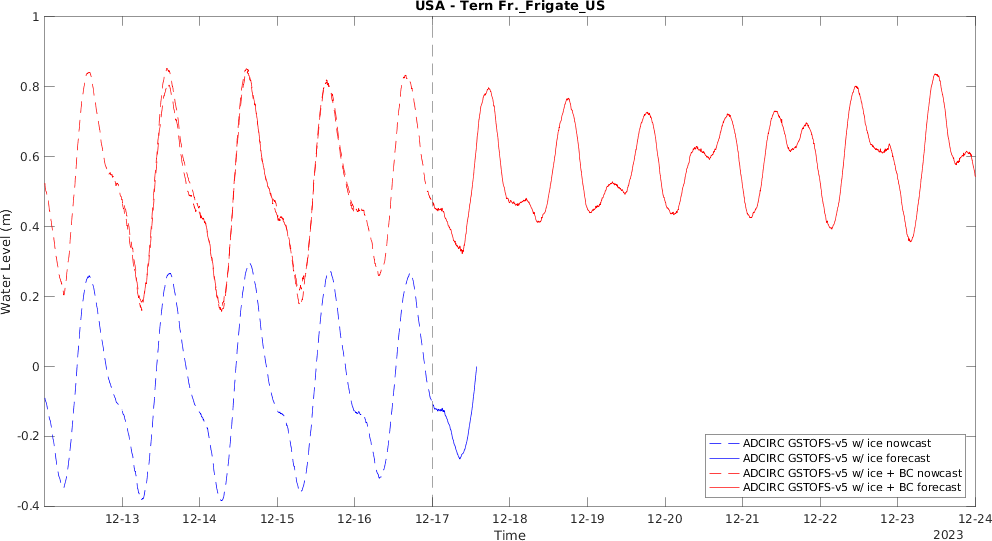 USA - Tern Fr._Frigate_US
1
0.8
0.6
0.4
0.2
0
-0.2
-0.4
Water Level (m)
ADCIRC GSTOFS-v5 w/ ice nowcast
ADCIRC GSTOFS-v5 w/ ice forecast
ADCIRC GSTOFS-v5 w/ ice + BC nowcast
ADCIRC GSTOFS-v5 w/ ice + BC forecast
12-13 12-14 12-15 12-16 12-17 12-18 12-19 12-20 12-21 12-22 12-23 12-24
Time
2023